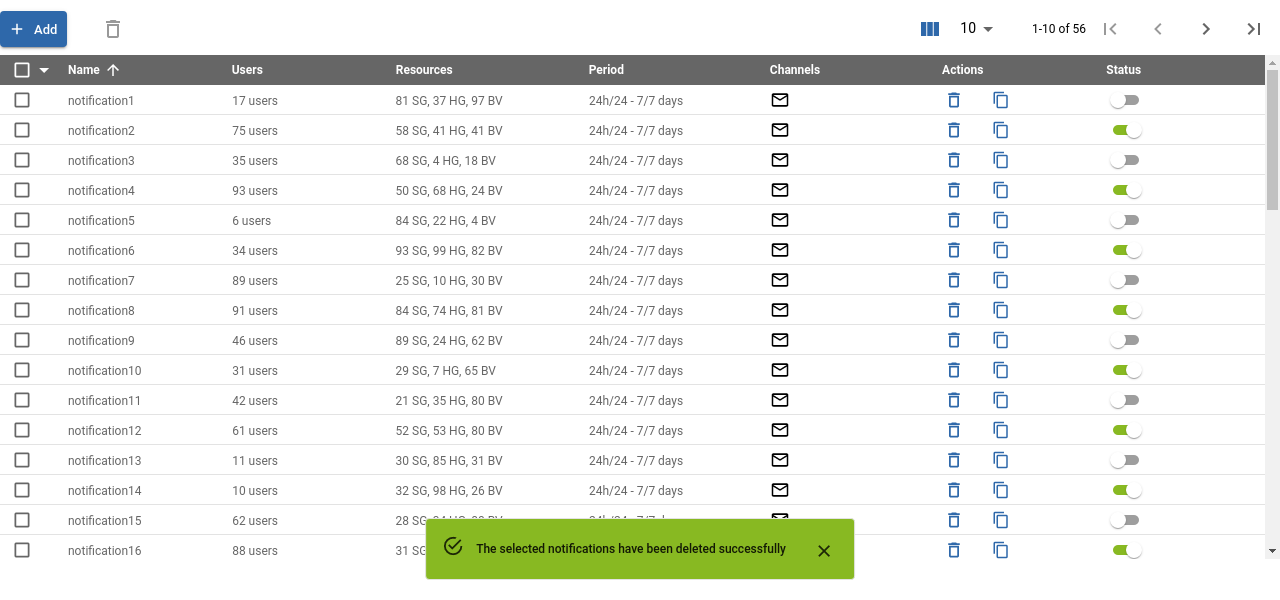 Add
10
1-10 of 56
Name Users Resources Period Channels Actions Status
notification1 17 users 81 SG, 37 HG, 97 BV 24h/24 - 7/7 days
notification2 75 users 58 SG, 41 HG, 41 BV 24h/24 - 7/7 days
notification3 35 users 68 SG, 4 HG, 18 BV 24h/24 - 7/7 days
notification4 93 users 50 SG, 68 HG, 24 BV 24h/24 - 7/7 days
notification5 6 users 84 SG, 22 HG, 4 BV 24h/24 - 7/7 days
notification6 34 users 93 SG, 99 HG, 82 BV 24h/24 - 7/7 days
notification7 89 users 25 SG, 10 HG, 30 BV 24h/24 - 7/7 days
notification8 91 users 84 SG, 74 HG, 81 BV 24h/24 - 7/7 days
notification9 46 users 89 SG, 24 HG, 62 BV 24h/24 - 7/7 days
notification10 31 users 29 SG, 7 HG, 65 BV 24h/24 - 7/7 days
notification11 42 users 21 SG, 35 HG, 80 BV 24h/24 - 7/7 days
notification12 61 users 52 SG, 53 HG, 80 BV 24h/24 - 7/7 days
notification13 11 users 30 SG, 85 HG, 31 BV 24h/24 - 7/7 days
notification14 10 users 32 SG, 98 HG, 26 BV 24h/24 - 7/7 days
notification15 62 users 28 SG,
notification16 88 users 31 SG
The selected notifications have been deleted successfully